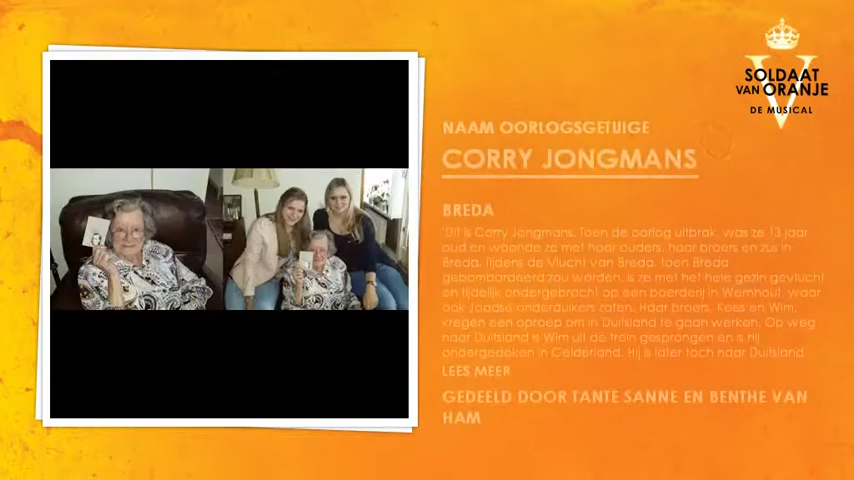 SOLDAAT
VAN ORANJE
DE MUSICAL
NAAM OORLOGSGETUIGE
CORRY JONGMANS
BREDA
'Dit is Corry Jongmans. Toen de oorlog uitbrak, was ze 13 jaar
oud en woonde ze met haar ouders, haar broers en zus in
Breda. Tijdens de Vlucht van Breda, toen Breda
gebombardeerd zou worden, is ze met het hele gezin gevlucht
en tijdelijk ondergebracht op een boerderij in Wernhout, waar
ook Joodse onderduikers zaten. Haar broers, Kees en Wim,
kregen een oproep om in Duitsland te gaan werken. Op weg
naar Duitsland is Wim uit de trein gesprongen en is hij
ondergedoken in Gelderland. Hij is later toch naar Duitsland
LEES MEER
GEDEELD DOOR TANTE SANNE EN BENTHE VAN
HAM